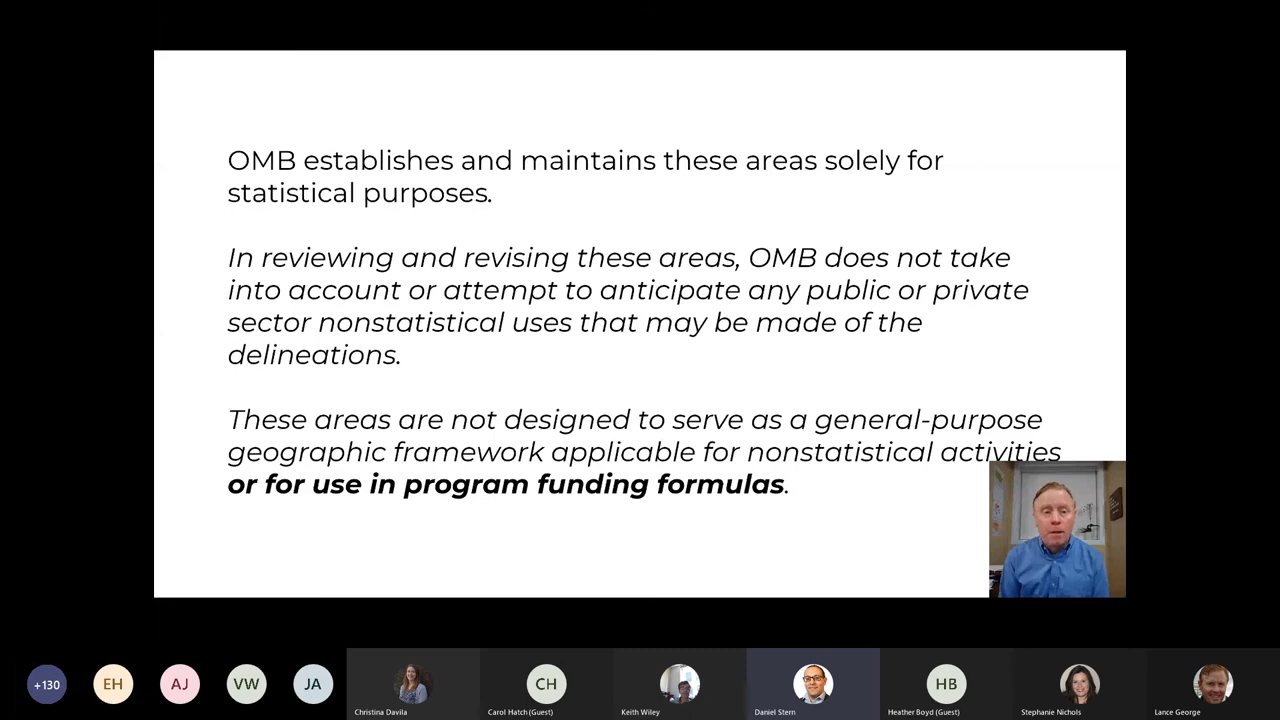 OMB establishes and maintains these areas solely for
statistical purposes.
In reviewing and revising these areas, OMB does not take
into account or attempt to anticipate any public or private
sector nonstatistical uses that may be made of the
delineations.
These areas are not designed to serve as a general-purpose
geographic framework applicable for nonstatistical activities
or for use in program funding formulas.
+130
EH
AJ
VW
JA
Christina Davila
CH
Carol Hatch (Guest)
Keith Wiley
Daniel Stern
HB
Heather Boyd (Guest)
Stephanie Nichols
Lance George